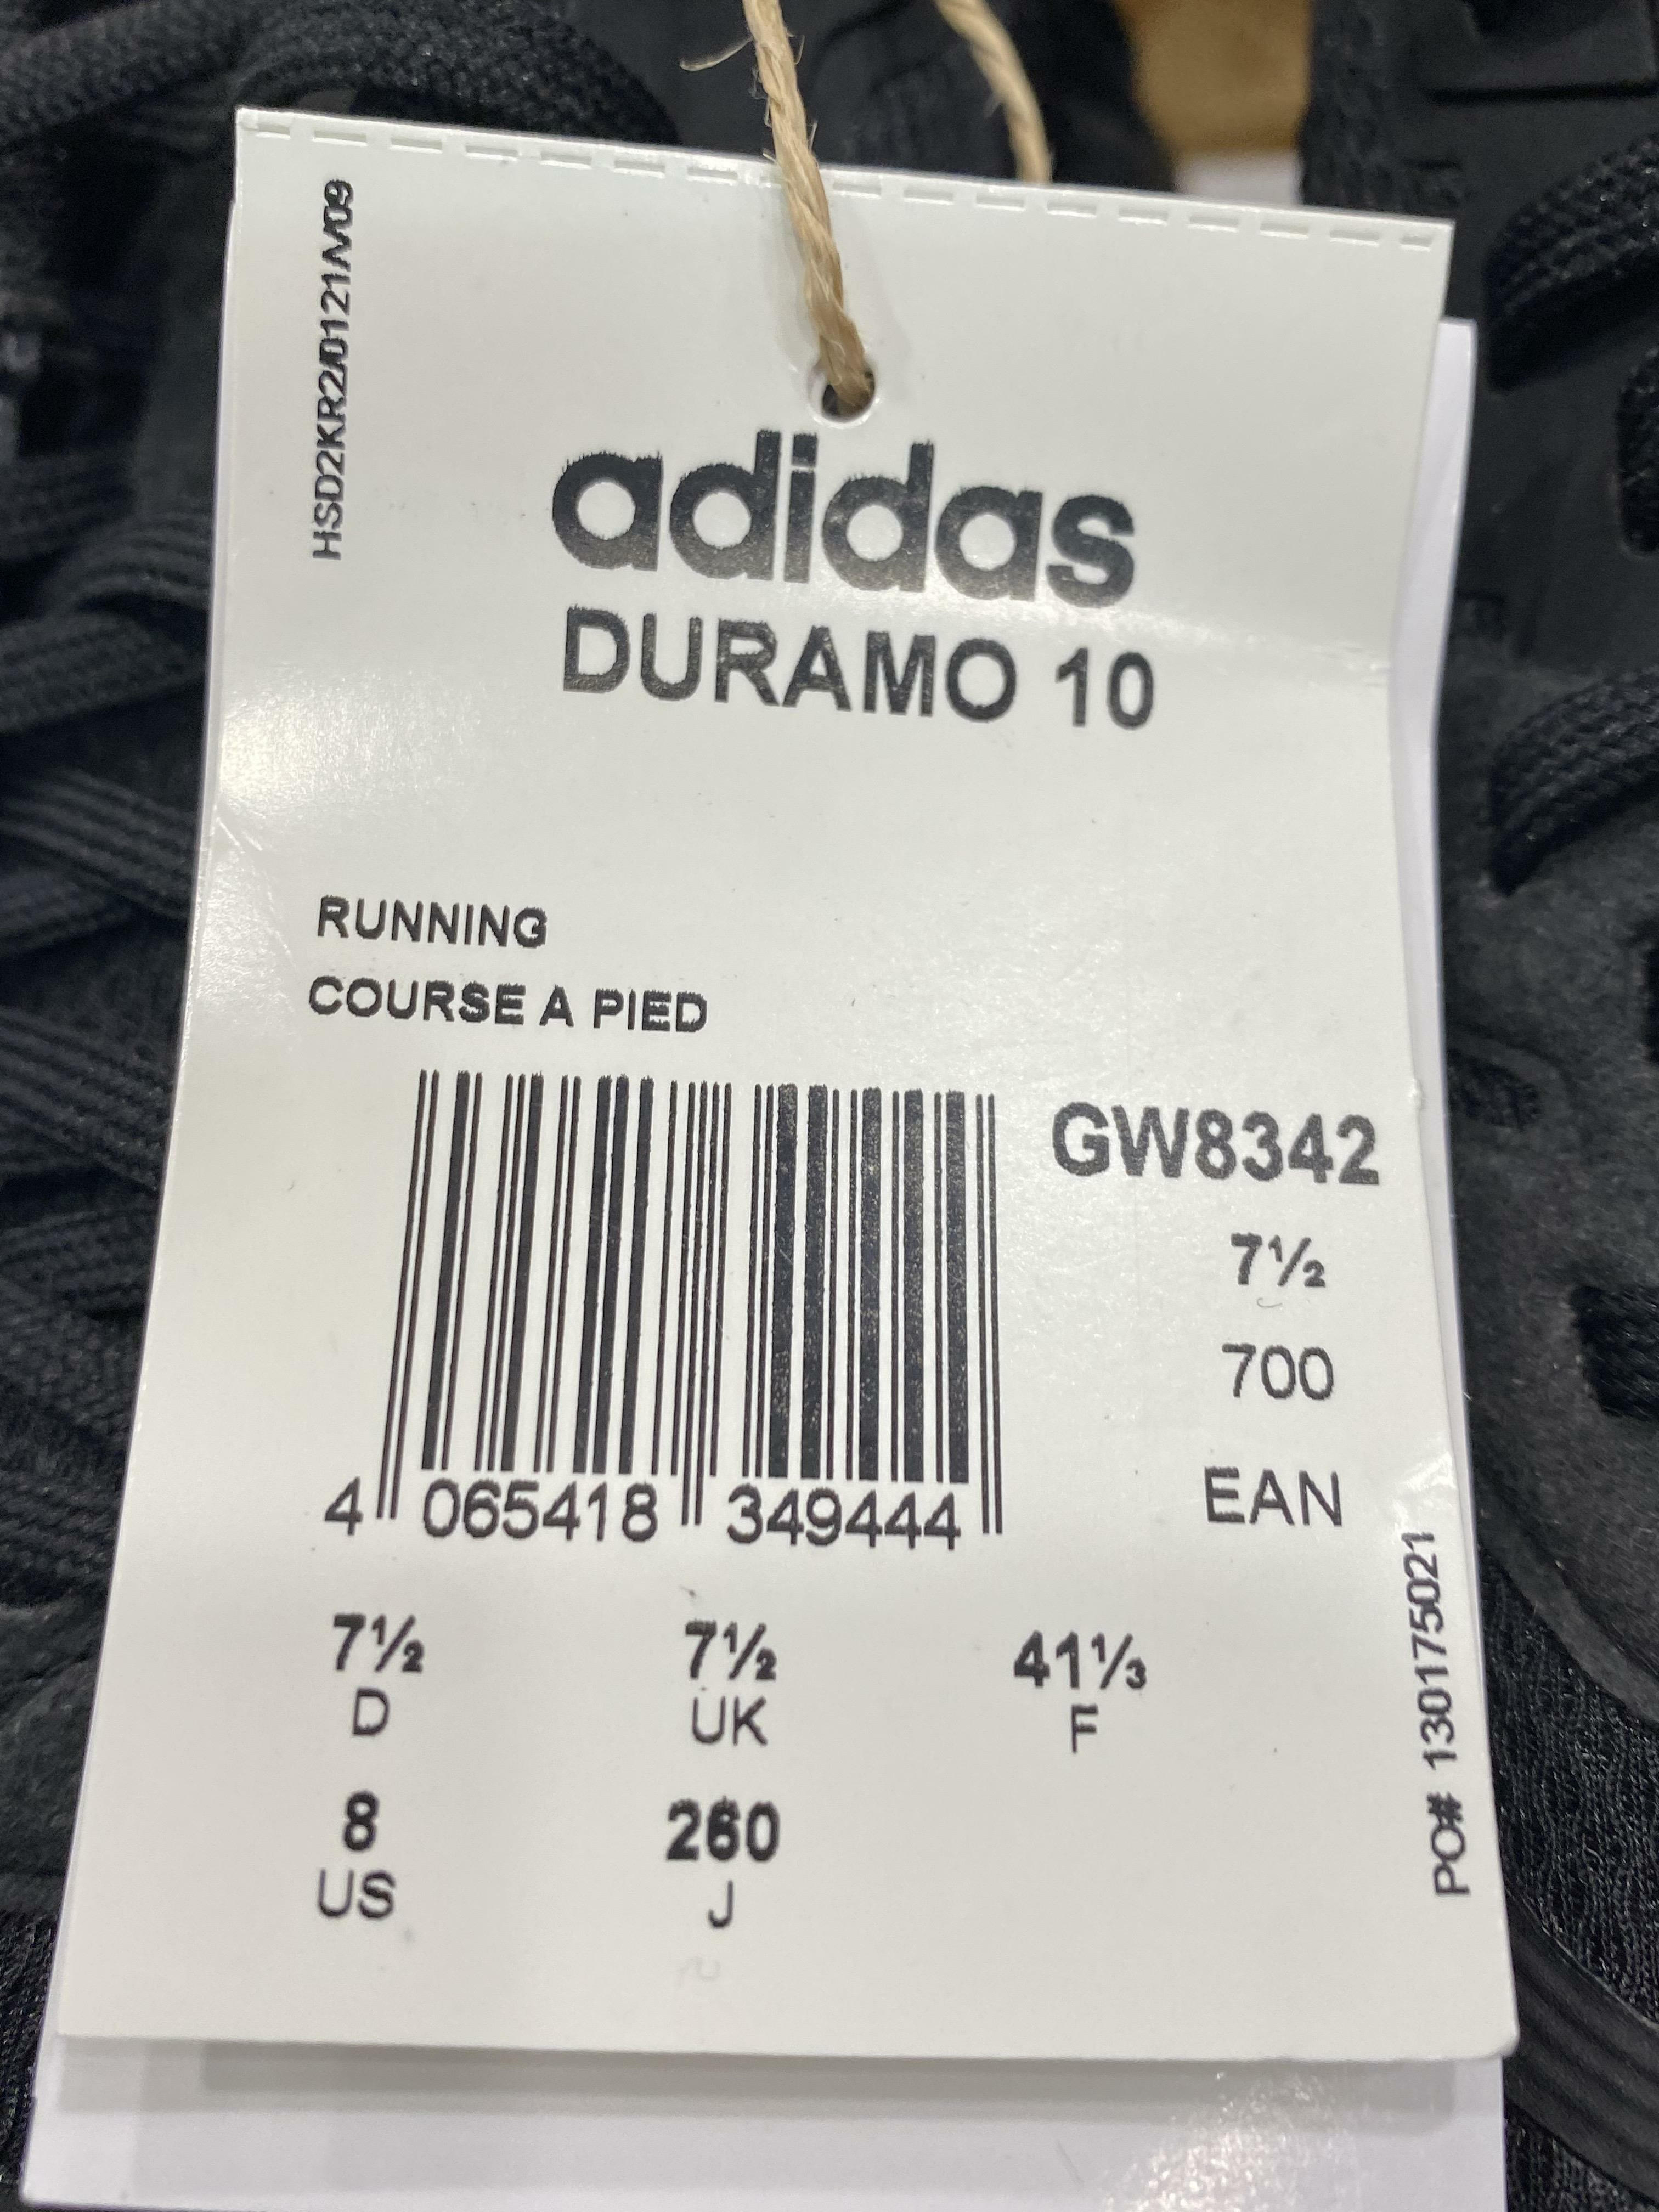 HSD2KR2/0121/V09
adidas
DURAMO 10
RUNNING
COURSE A PIED
GW8342
7½
700
EAN
4 065418 349444
7½ 7½ 41⅓
D UK F
8 260
US J
PO# 130175021